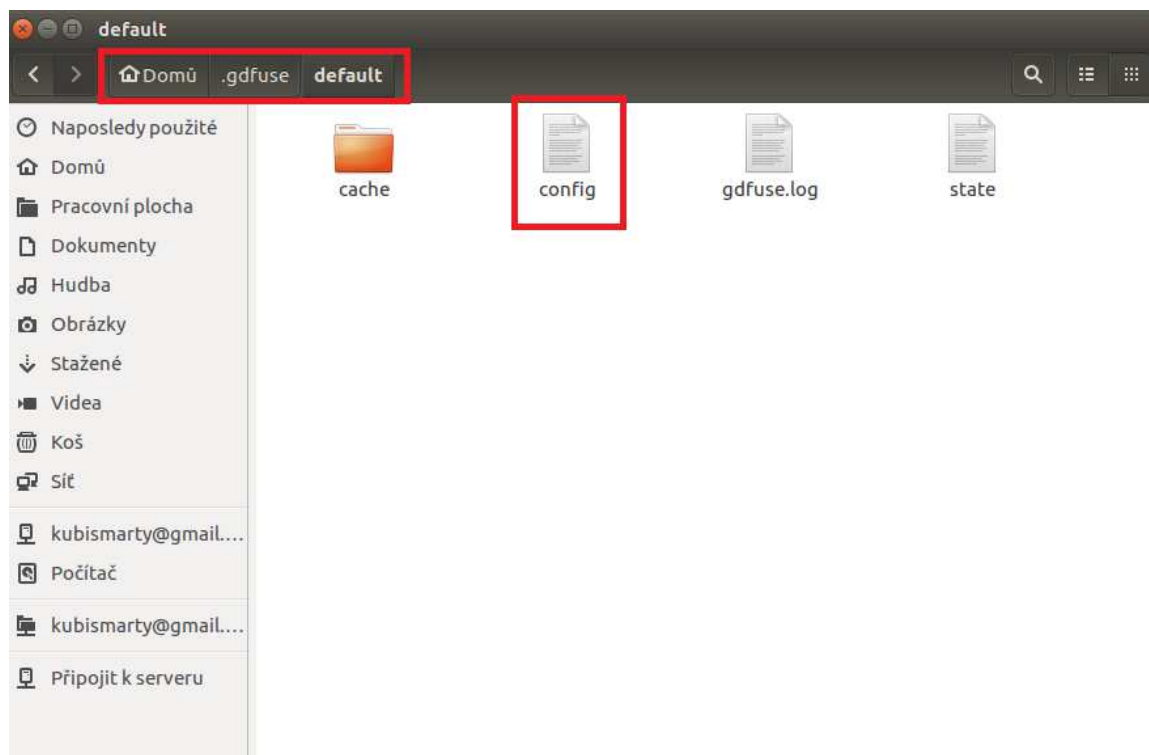 default
Domů .gdfuse default
Naposledy použité
Domů
Pracovní plocha
Dokumenty
Hudba
Obrázky
Stažené
Videa
Koš
Síť
kubismarty@gmail....
Počítač
kubismarty@gmail....
Připojit k serveru
cache config gdfuse.log state